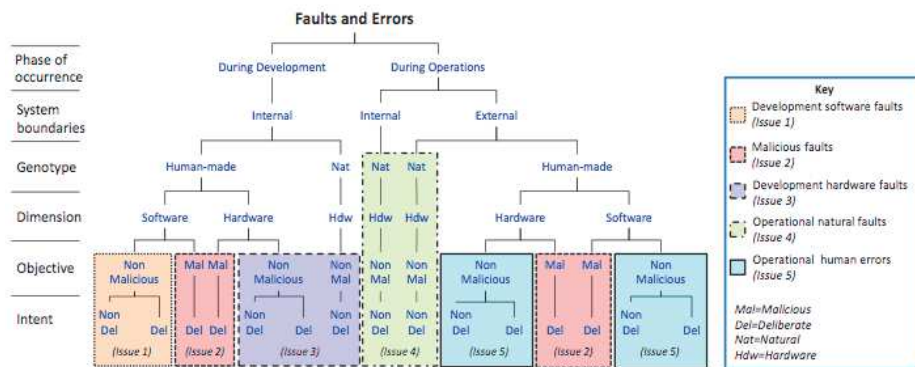 Faults and Errors
Phase of
occurrence
During Development
During Operations
System
boundaries
Internal
Internal
External
Genotype
Human-made
Nat
Nat
Nat
Human-made
Dimension
Software
Hardware
Hdw
Hdw
Hdw
Hardware
Software
Objective
Non
Malicious
Mal
Mal
Non
Malicious
Non
Mal
Non
Mal
Non
Mal
Non
Malicious
Mal
Mal
Non
Malicious
Intent
Non
Del
Del
Del
Del
Non
Del
Del
Non
Del
Non
Del
Non
Del
Non
Del
Del
Del
Del
Non
Del
Del
(Issue 1)
(Issue 2)
(Issue 3)
(Issue 4)
(Issue 5)
(Issue 2)
(Issue 5)
Key
Development software faults
(Issue 1)
Malicious faults
(Issue 2)
Development hardware faults
(Issue 3)
Operational natural faults
(Issue 4)
Operational human errors
(Issue 5)
Mal=Malicious
Del=Deliberate
Nat=Natural
Hdw=Hardware